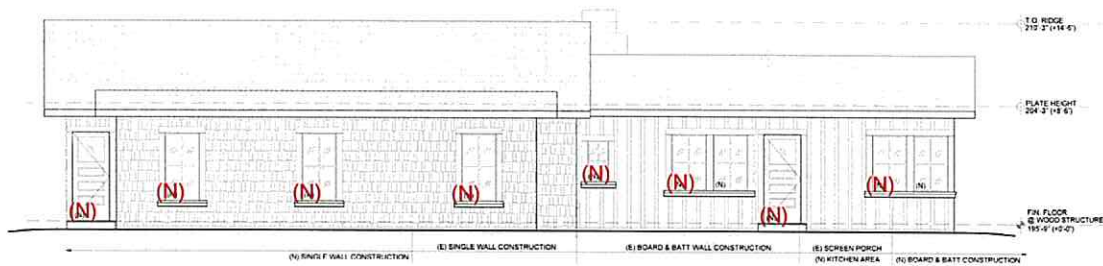 T.O. RIDGE
210'-3" (+14'-6")
PLATE HEIGHT
204'-3" (+8'-6")
(N)
(N)
(N)
(N)
(N)
(N)
(N)
(N)
(N)
(N)
(N)
FIN. FLOOR
@ WOOD STRUCTURE
195'-9" (+0'-0")
(E) SINGLE WALL CONSTRUCTION
(E) BOARD & BATT WALL CONSTRUCTION
(E) SCREEN PORCH
(N) SINGLE WALL CONSTRUCTION
(N) KITCHEN AREA
(N) BOARD & BATT CONSTRUCTION